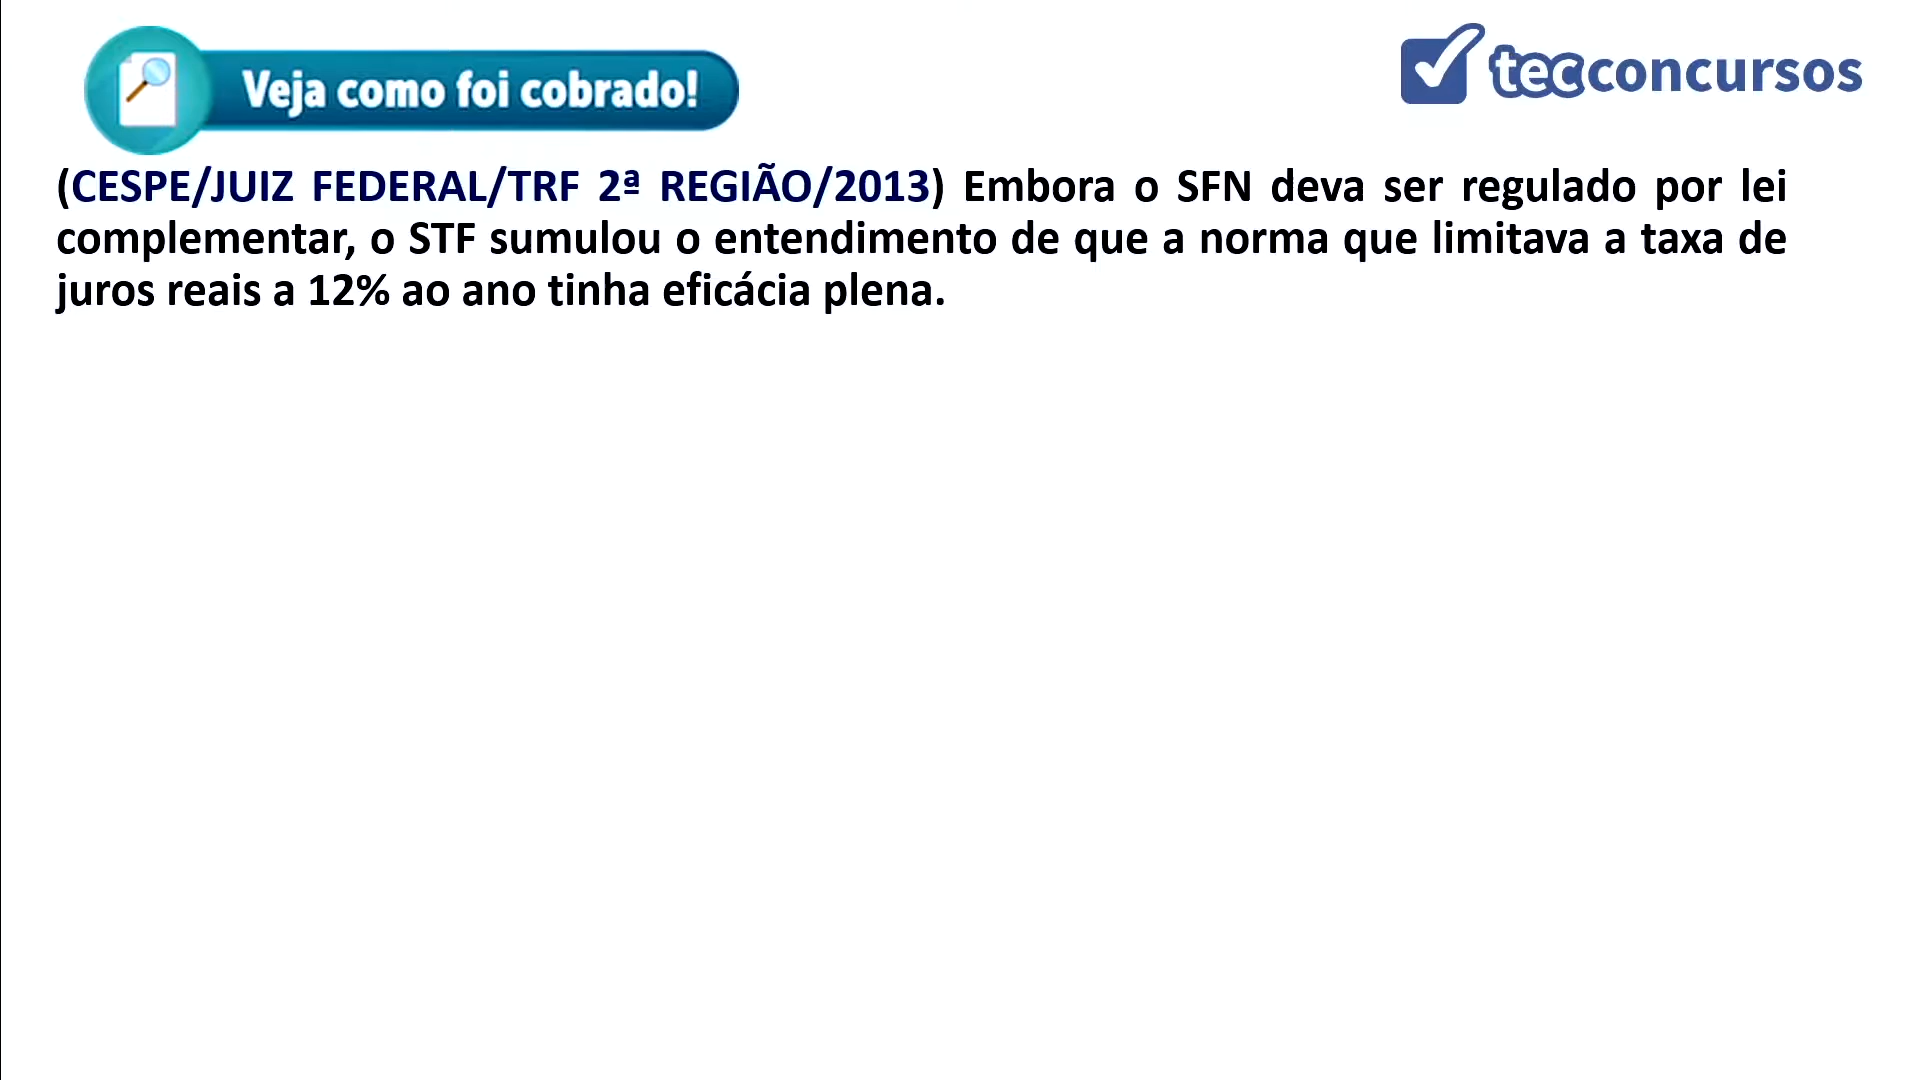 Veja como foi cobrado!
tecconcursos
(CESPE/JUIZ FEDERAL/TRF 2ª REGIÃO/2013) Embora o SFN deva ser regulado por lei
complementar, o STF sumulou o entendimento de que a norma que limitava a taxa de
juros reais a 12% ao ano tinha eficácia plena.